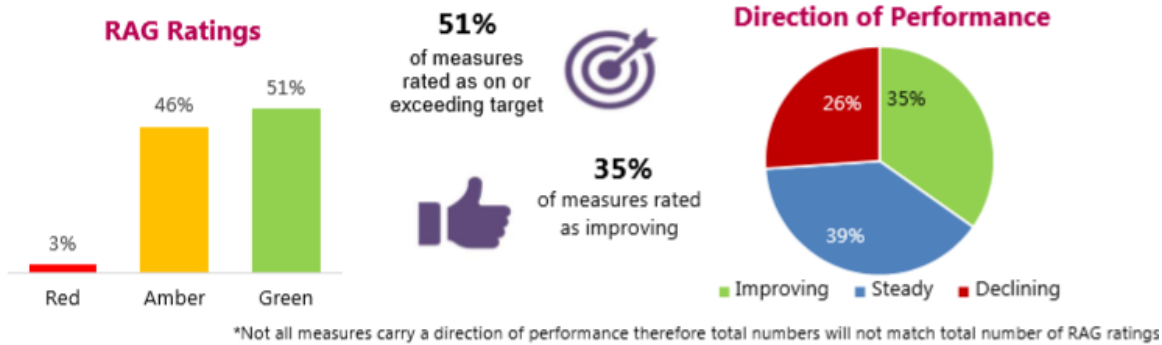 RAG Ratings
3%
46%
51%
Red
Amber
Green
51%
of measures
rated as on or
exceeding target
35%
of measures rated
as improving
Direction of Performance
26%
35%
39%
Improving
Steady
Declining
*Not all measures carry a direction of performance therefore total numbers will not match total number of RAG ratings